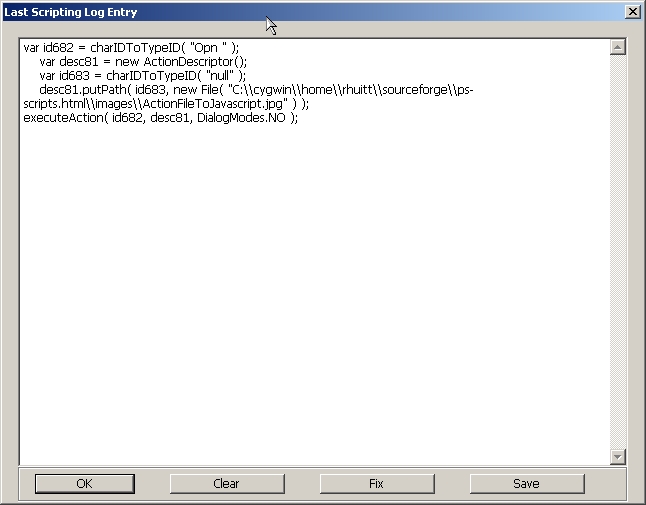 Last Scripting Log Entry
var id682 = charIDToTypeID( "Opn " );
    var desc81 = new ActionDescriptor();
    var id683 = charIDToTypeID( "null" );
    desc81.putPath( id683, new File( "C:\\cygwin\\home\\rhuitt\\sourceforge\\ps-
scripts.html\\images\\ActionFileToJavascript.jpg" ) );
executeAction( id682, desc81, DialogModes.NO );
OK Clear Fix Save